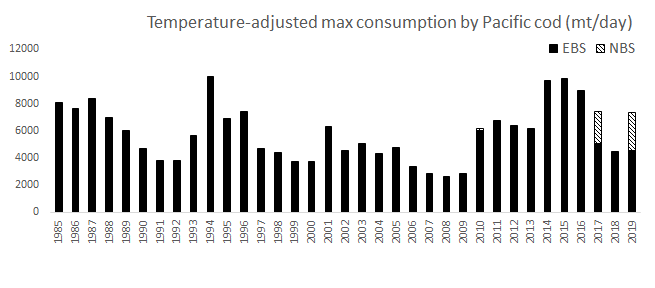 Temperature-adjusted max consumption by Pacific cod (mt/day)
EBS NBS
12000
10000
8000
6000
4000
2000
0
1985 1986 1987 1988 1989 1990 1991 1992 1993 1994 1995 1996 1997 1998 1999 2000 2001 2002 2003 2004 2005 2006 2007 2008 2009 2010 2011 2012 2013 2014 2015 2016 2017 2018 2019